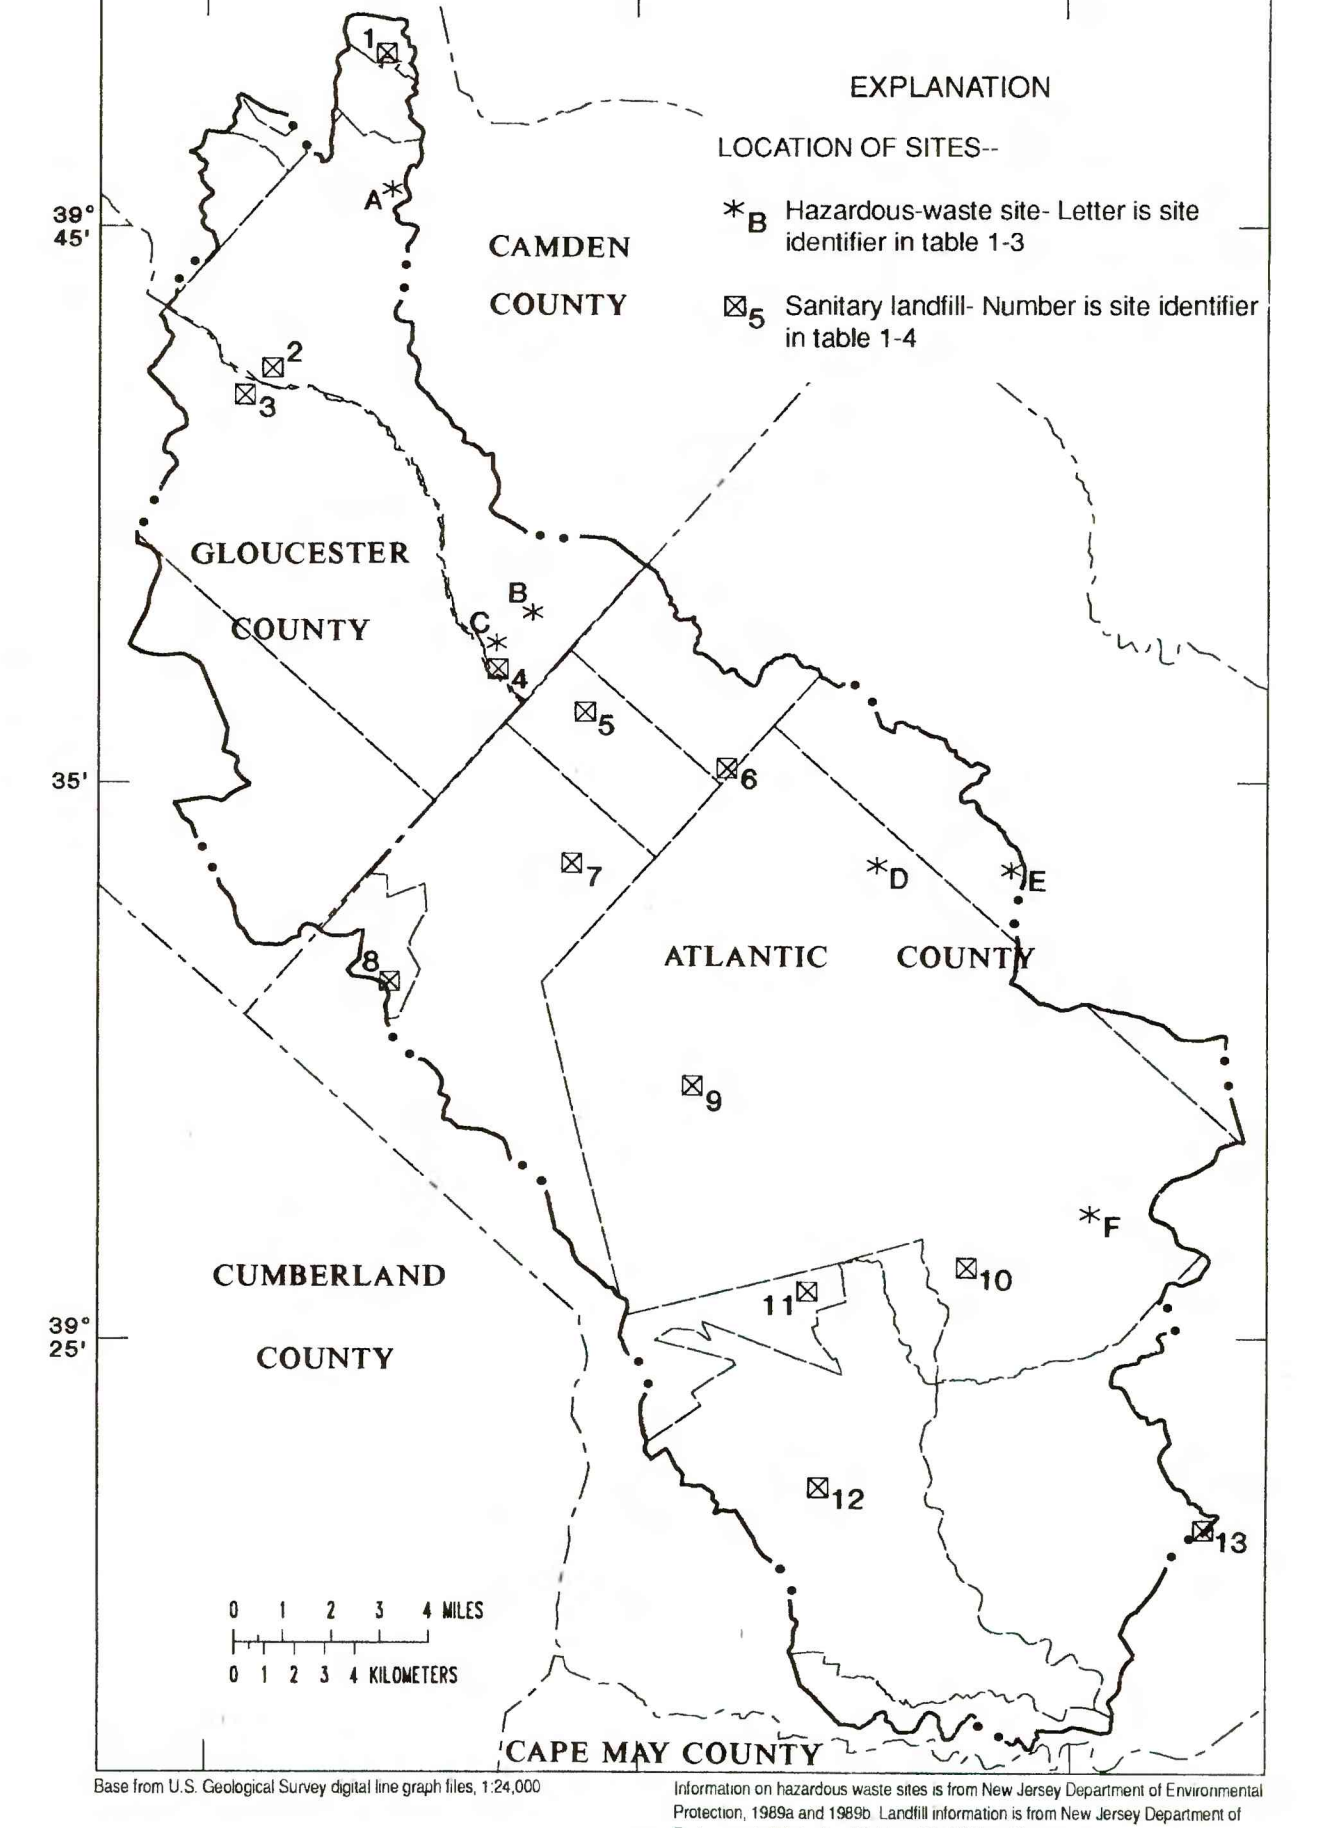 1
EXPLANATION
LOCATION OF SITES--
A
39°
45'
*B Hazardous-waste site- Letter is site
identifier in table 1-3
CAMDEN
COUNTY
5 Sanitary landfill- Number is site identifier
in table 1-4
2
3
GLOUCESTER
COUNTY
B
C
4
5
35'
6
7
D
E
8
ATLANTIC COUNTY
9
F
CUMBERLAND
COUNTY
10
11
39°
25'
12
13
0 1 2 3 4 MILES
0 1 2 3 4 KILOMETERS
CAPE MAY COUNTY
Base from U.S. Geological Survey digital line graph files, 1:24,000
Information on hazardous waste sites is from New Jersey Department of Environmental
Protection, 1989a and 1989b. Landfill information is from New Jersey Department of